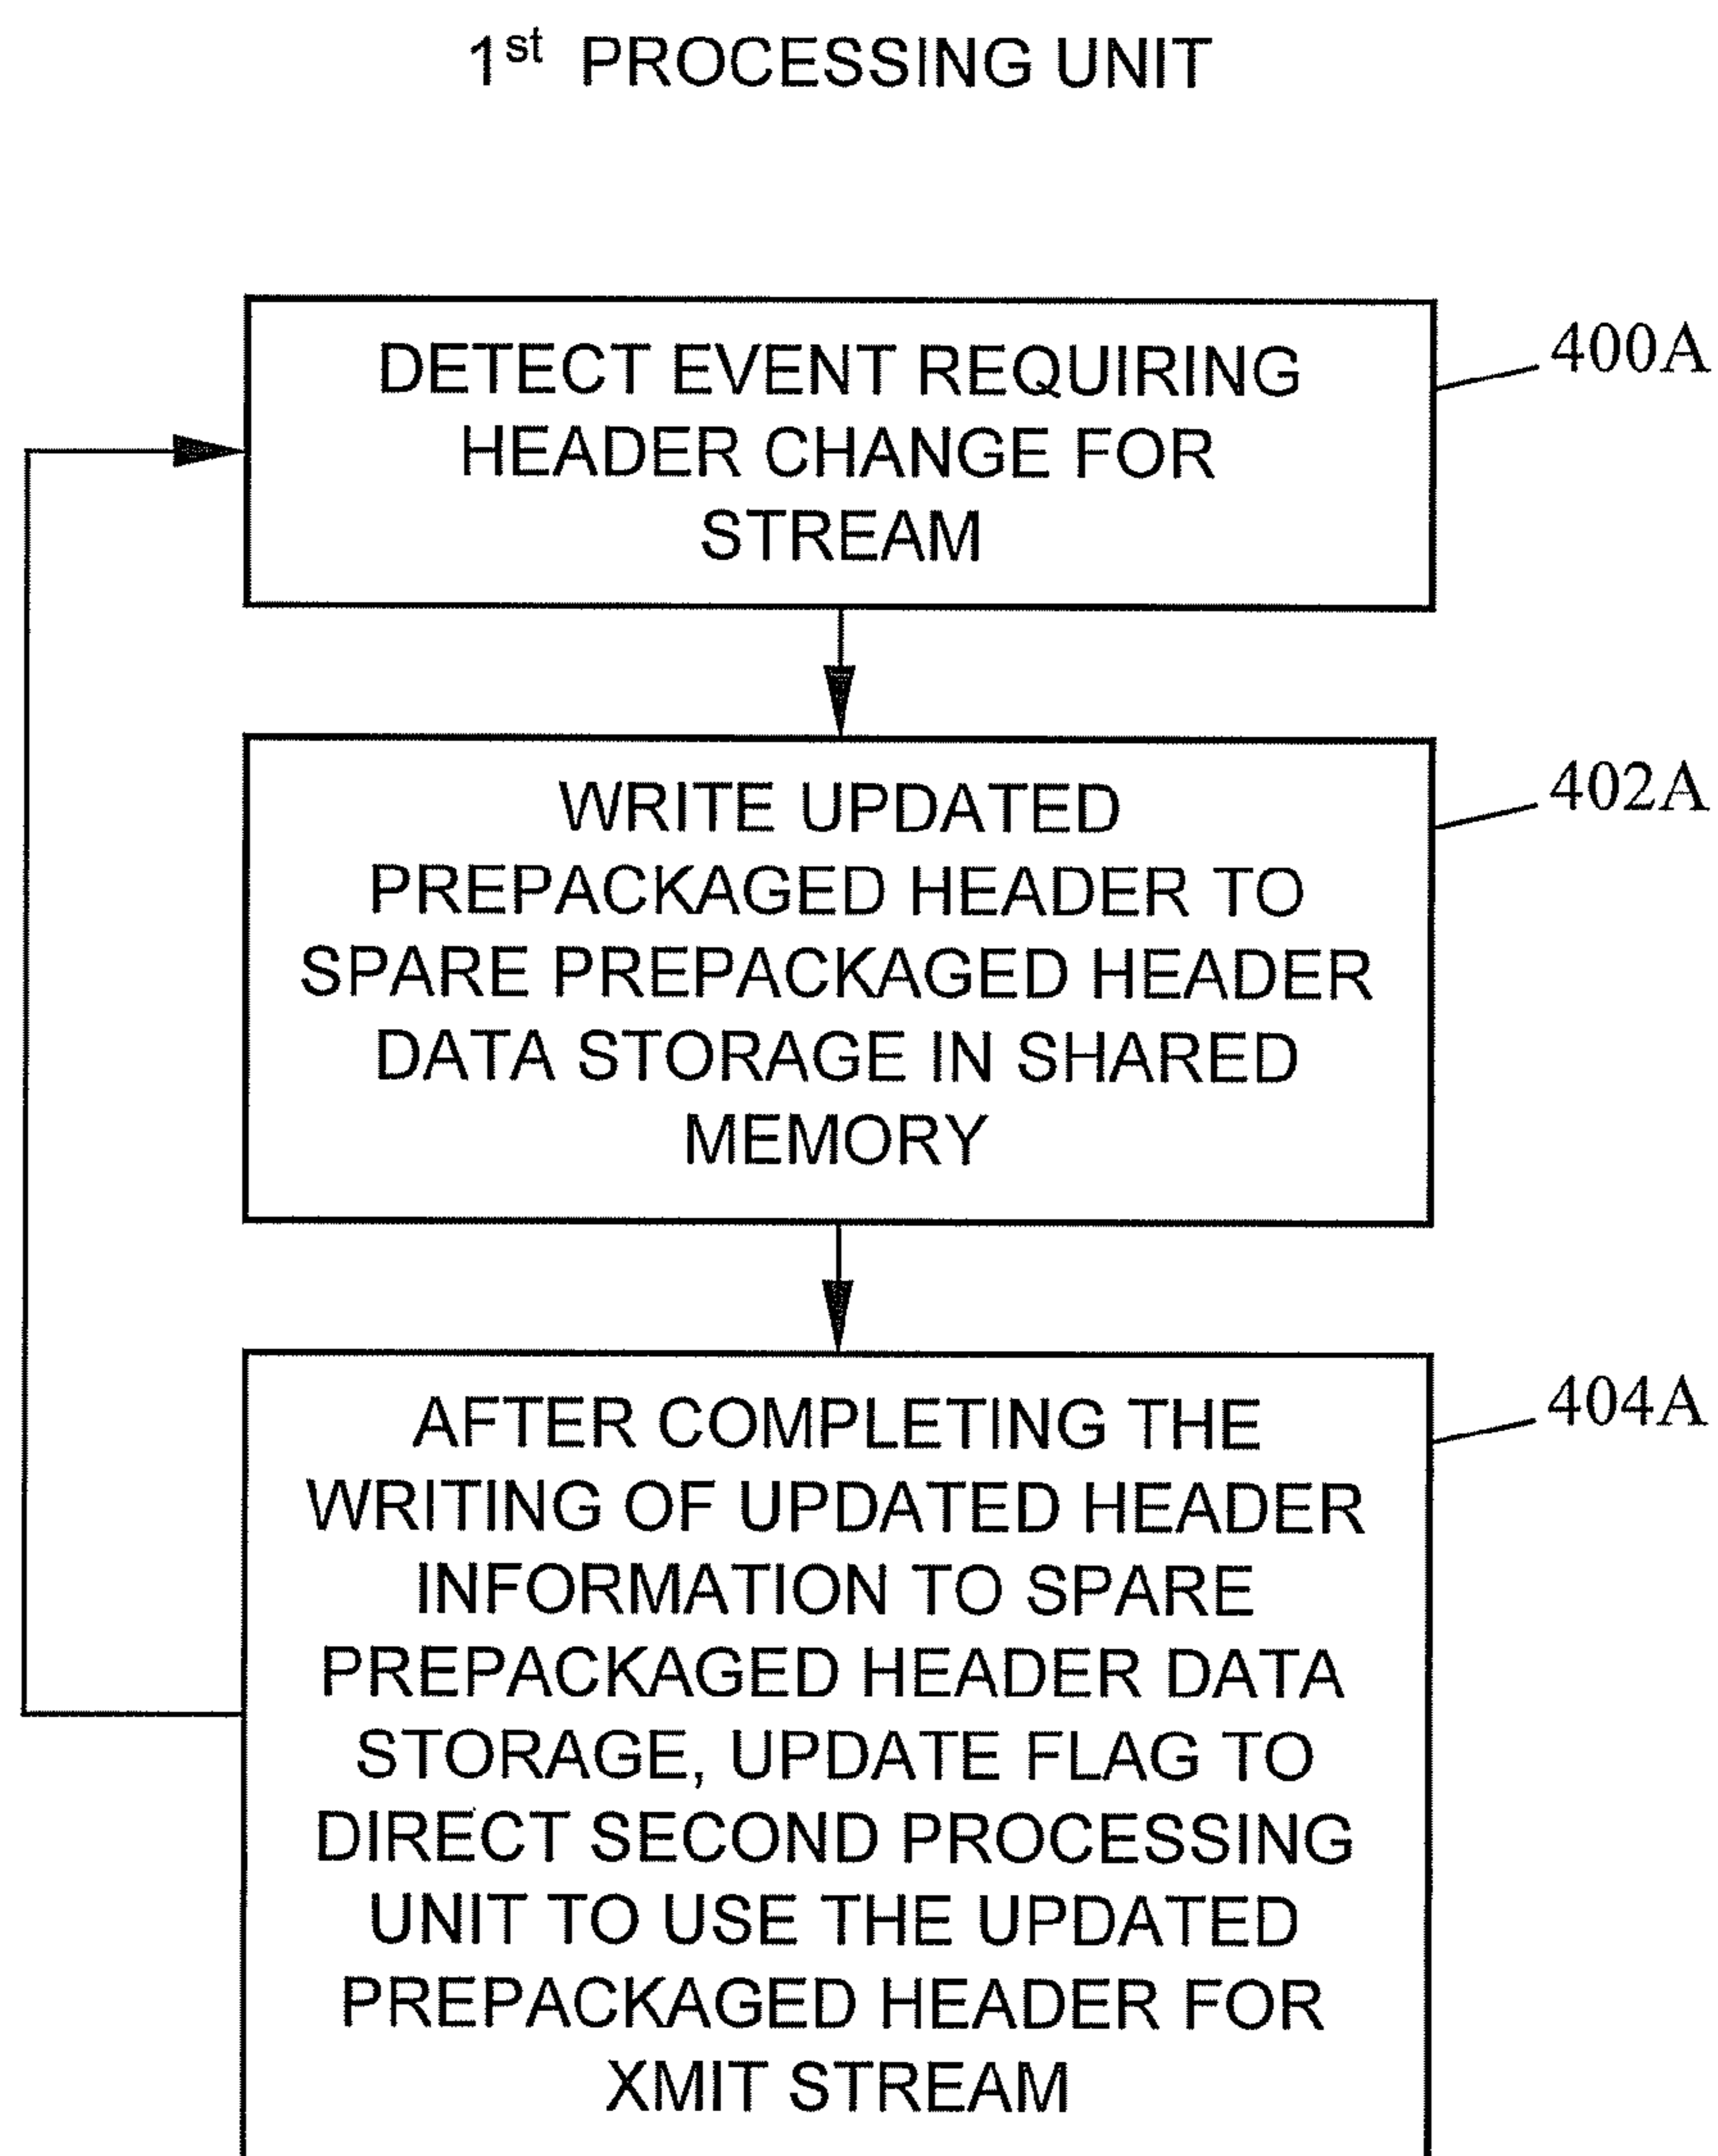 1st PROCESSING UNIT
DETECT EVENT REQUIRING
HEADER CHANGE FOR
STREAM
400A
WRITE UPDATED
PREPACKAGED HEADER TO
SPARE PREPACKAGED HEADER
DATA STORAGE IN SHARED
MEMORY
402A
AFTER COMPLETING THE
WRITING OF UPDATED HEADER
INFORMATION TO SPARE
PREPACKAGED HEADER DATA
STORAGE, UPDATE FLAG TO
DIRECT SECOND PROCESSING
UNIT TO USE THE UPDATED
PREPACKAGED HEADER FOR
XMIT STREAM
404A